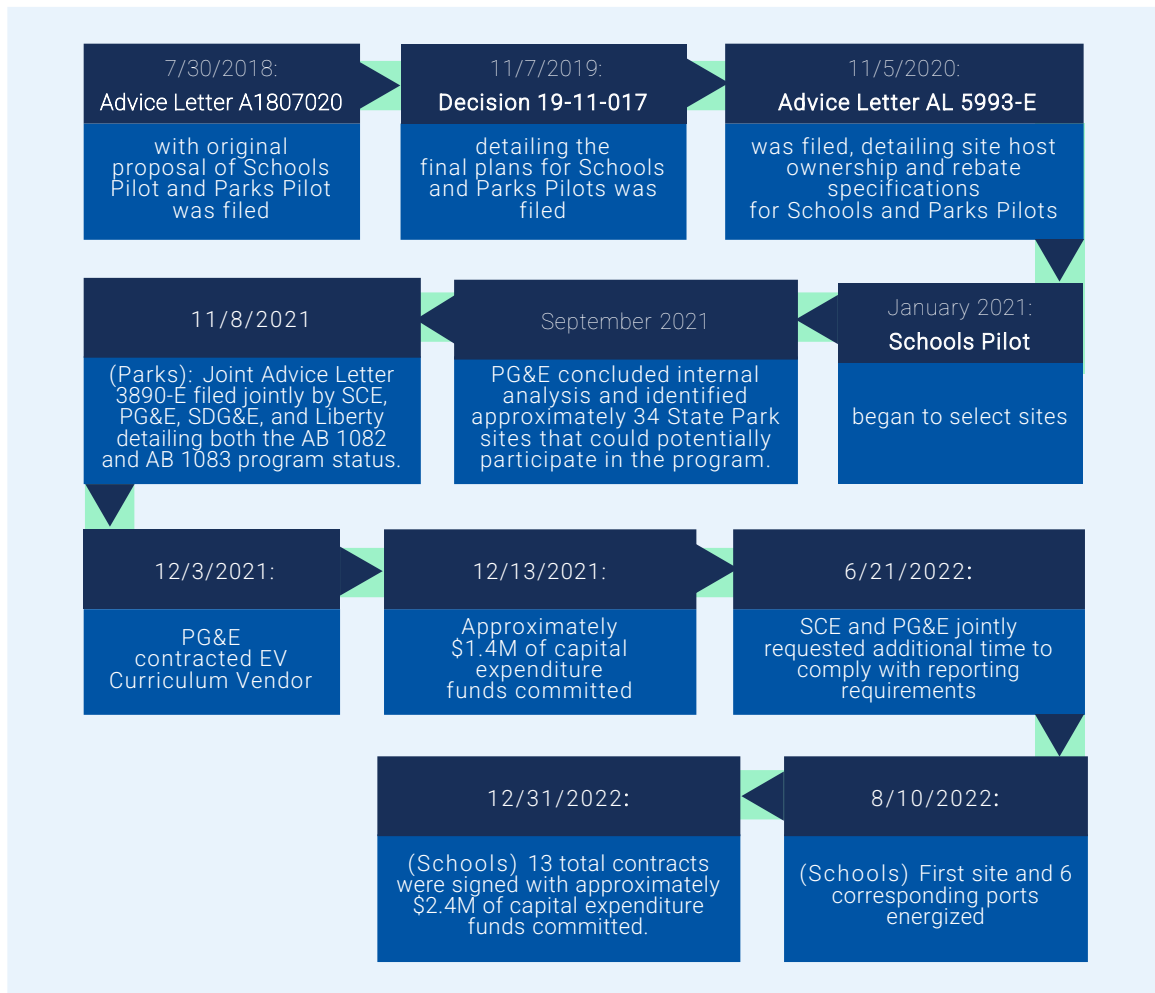 7/30/2018:
Advice Letter A1807020
with original
proposal of Schools
Pilot and Parks Pilot
was filed
11/7/2019:
Decision 19-11-017
detailing the
final plans for Schools
and Parks Pilots was
filed
11/5/2020:
Advice Letter AL 5993-E
was filed, detailing site host
ownership and rebate
specifications
for Schools and Parks Pilots
January 2021:
Schools Pilot
began to select sites
September 2021
PG&E concluded internal
analysis and identified
approximately 34 State Park
sites that could potentially
participate in the program.
11/8/2021
(Parks): Joint Advice Letter
3890-E filed jointly by SCE,
PG&E, SDG&E, and Liberty
detailing both the AB 1082
and AB 1083 program status.
12/3/2021:
PG&E
contracted EV
Curriculum Vendor
12/13/2021:
Approximately
$1.4M of capital
expenditure
funds committed
6/21/2022:
SCE and PG&E jointly
requested additional time to
comply with reporting
requirements
8/10/2022:
(Schools) First site and 6
corresponding ports
energized
12/31/2022:
(Schools) 13 total contracts
were signed with approximately
$2.4M of capital expenditure
funds committed.